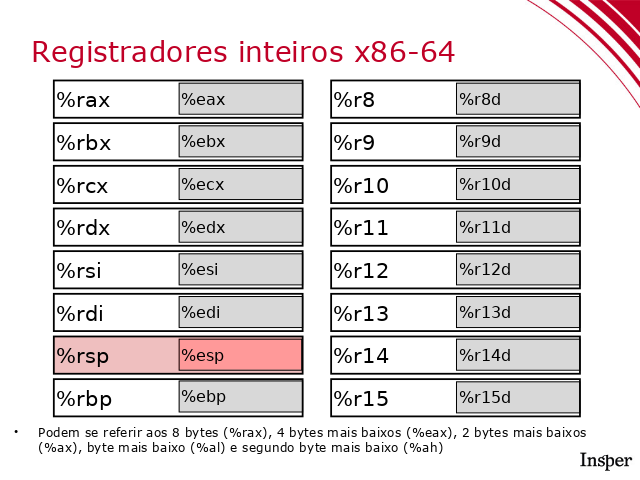 Registradores inteiros x86-64
%rax %eax %r8 %r8d
%rbx %ebx %r9 %r9d
%rcx %ecx %r10 %r10d
%rdx %edx %r11 %r11d
%rsi %esi %r12 %r12d
%rdi %edi %r13 %r13d
%rsp %esp %r14 %r14d
%rbp %ebp %r15 %r15d
• Podem se referir aos 8 bytes (%rax), 4 bytes mais baixos (%eax), 2 bytes mais baixos
(%ax), byte mais baixo (%al) e segundo byte mais baixo (%ah)
Insper